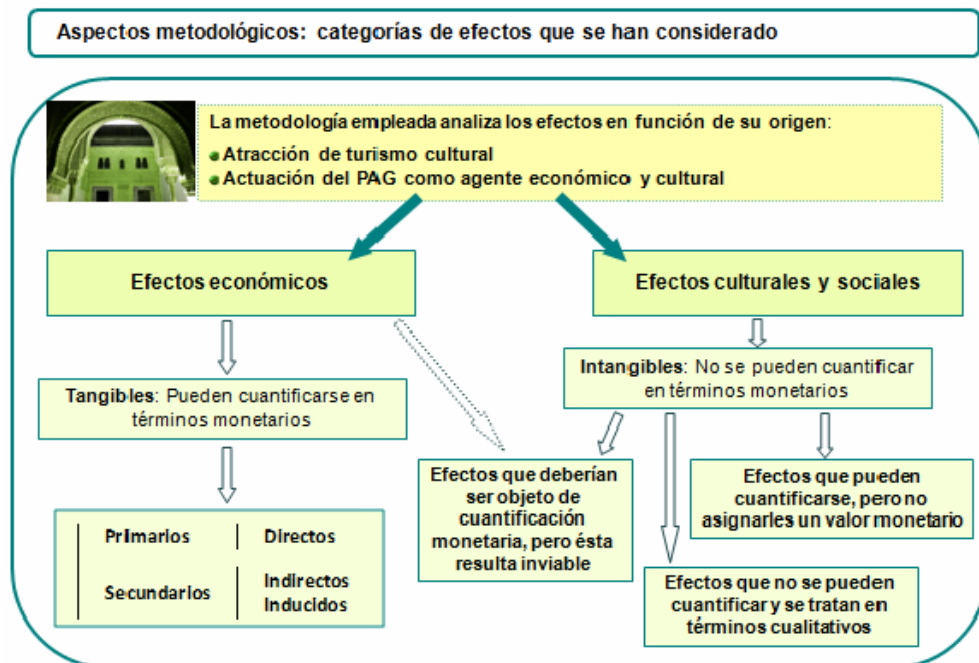 Aspectos metodológicos: categorías de efectos que se han considerado
La metodología empleada analiza los efectos en función de su origen:
Atracción de turismo cultural
Actuación del PAG como agente económico y cultural
Efectos económicos
Efectos culturales y sociales
Tangibles: Pueden cuantificarse en
términos monetarios
Intangibles: No se pueden cuantificar
en términos monetarios
Primarios
Directos
Secundarios
Indirectos
Inducidos
Efectos que deberían
ser objeto de
cuantificación
monetaria, pero ésta
resulta inviable
Efectos que pueden
cuantificarse, pero no
asignarles un valor monetario
Efectos que no se pueden
cuantificar y se tratan en
términos cualitativos